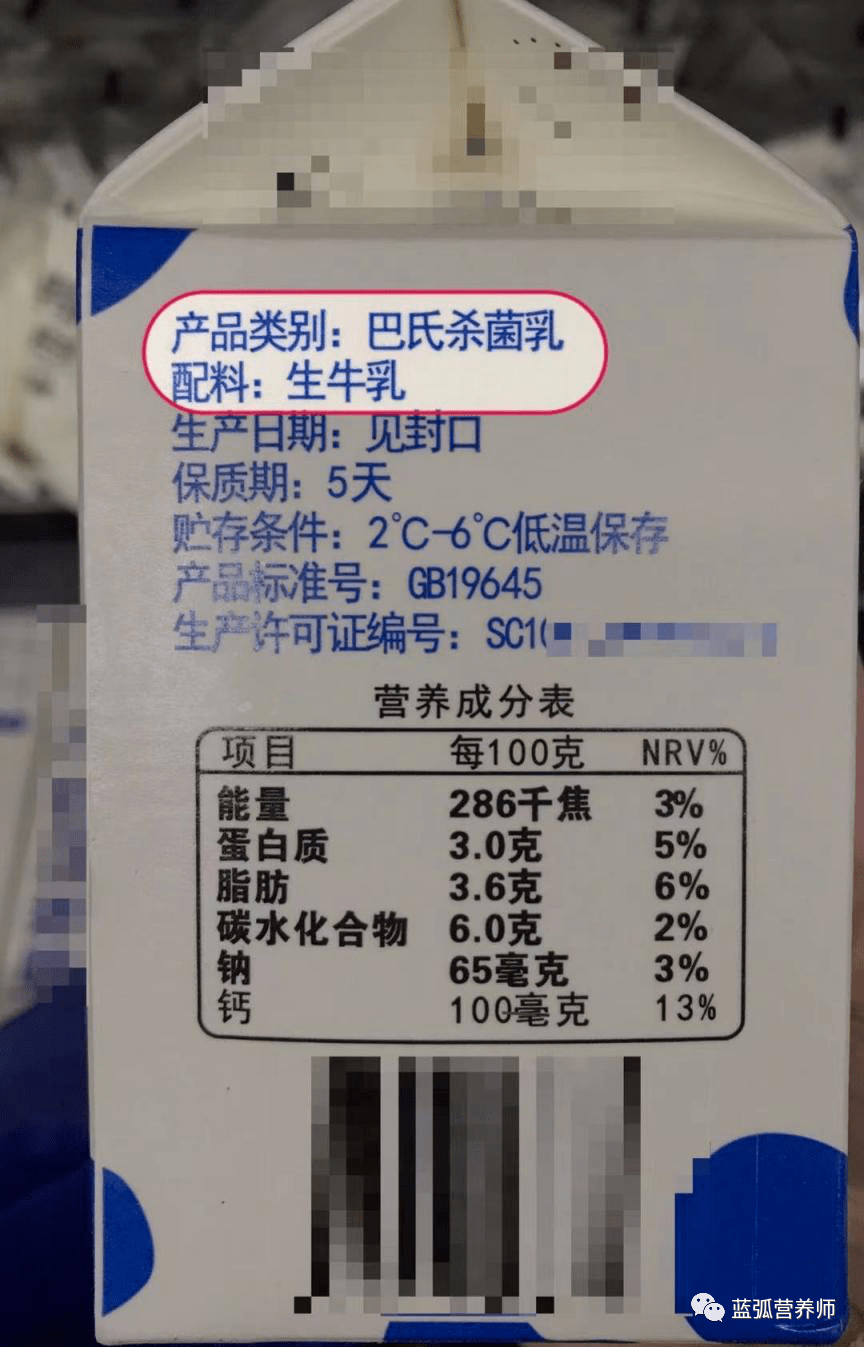 产品类别：巴氏杀菌乳
配料：生牛乳
生产日期：见封口
保质期：5天
贮存条件：2℃-6℃低温保存
产品标准号：GB19645
生产许可证编号：SC1
营养成分表
项目 每100克 NRV%
能量 286千焦 3%
蛋白质 3.0克 5%
脂肪 3.6克 6%
碳水化合物 6.0克 2%
钠 65毫克 3%
钙 100毫克 13%
蓝弧营养师